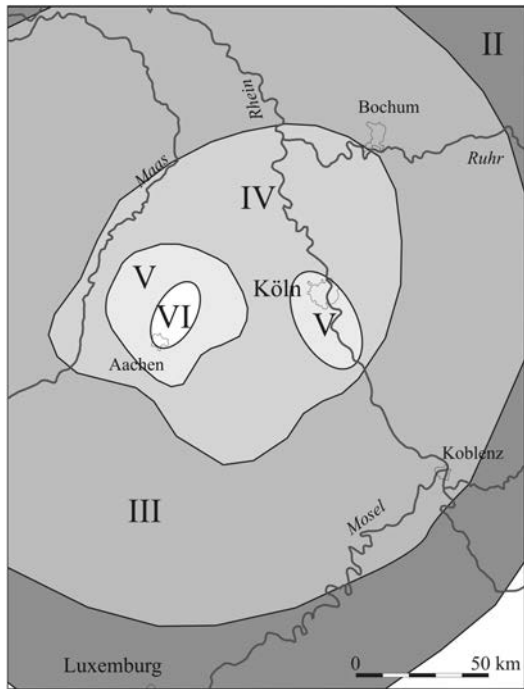 II
Rhein
Bochum
Ruhr
Maas
IV
V
Köln
VI
V
Aachen
Koblenz
III
Mosel
Luxemburg
0 50 km